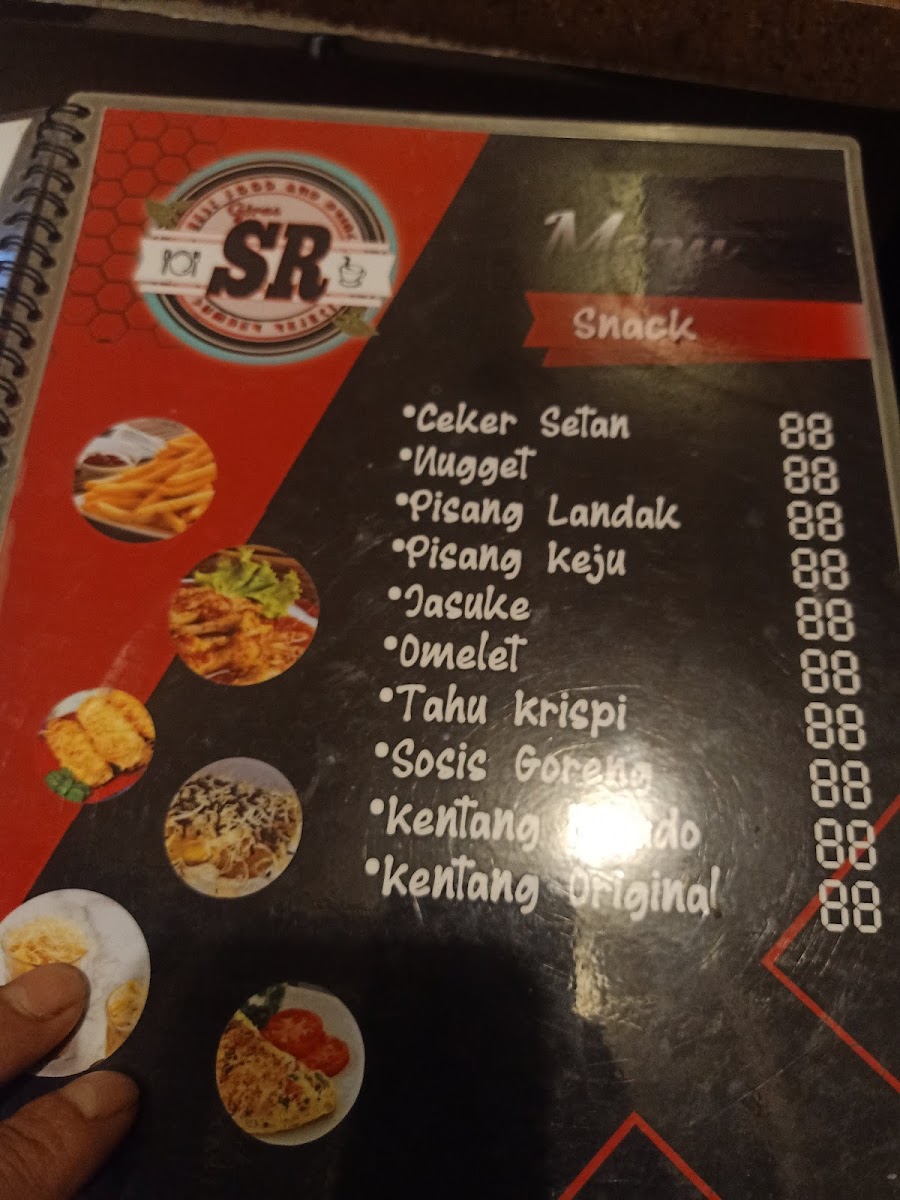 SR
Menu
Snack
•Ceker Setan 88
•Nugget 88
•Pisang Landak 88
•Pisang keju 88
•Jasuke 88
•Omelet 88
•Tahu krispi 88
•Sosis Goreng 88
•kentang 88
•kentang Original 88